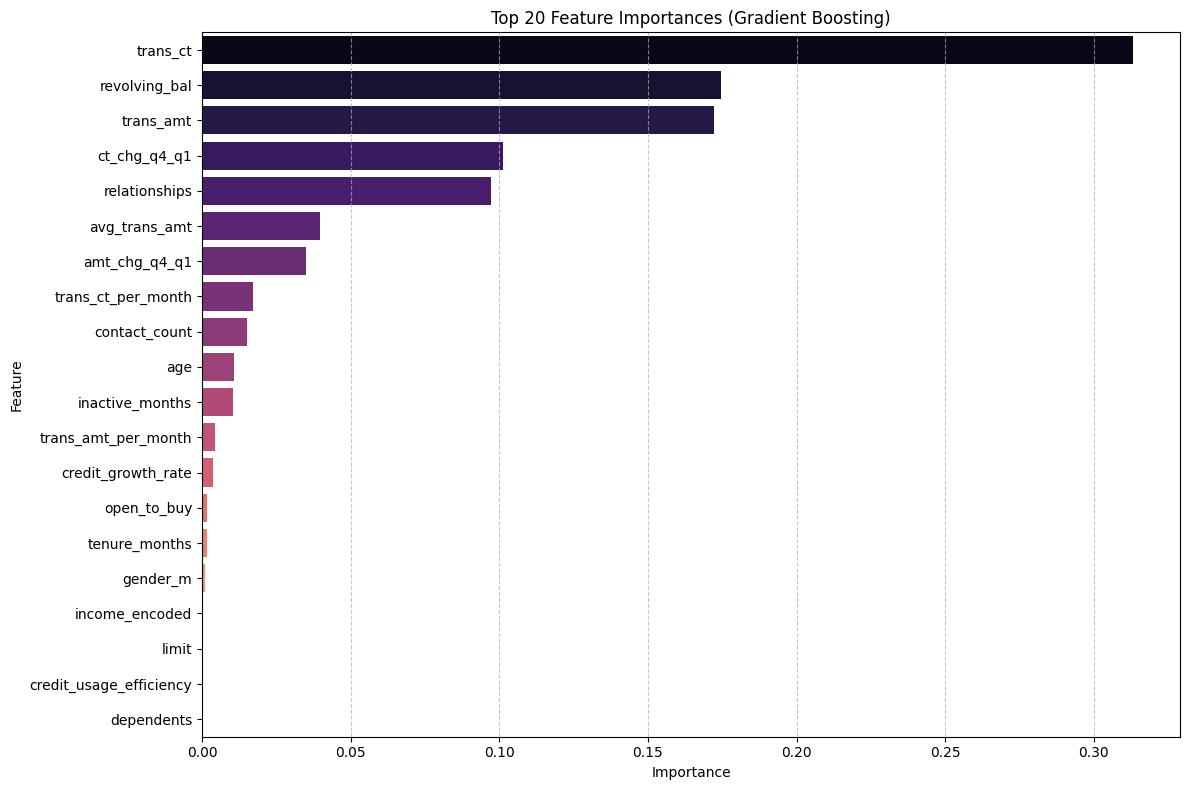 Top 20 Feature Importances (Gradient Boosting)
trans_ct
revolving_bal
trans_amt
ct_chg_q4_q1
relationships
avg_trans_amt
amt_chg_q4_q1
trans_ct_per_month
contact_count
age
inactive_months
trans_amt_per_month
credit_growth_rate
open_to_buy
tenure_months
gender_m
income_encoded
limit
credit_usage_efficiency
dependents
Feature
0.00 0.05 0.10 0.15 0.20 0.25 0.30
Importance